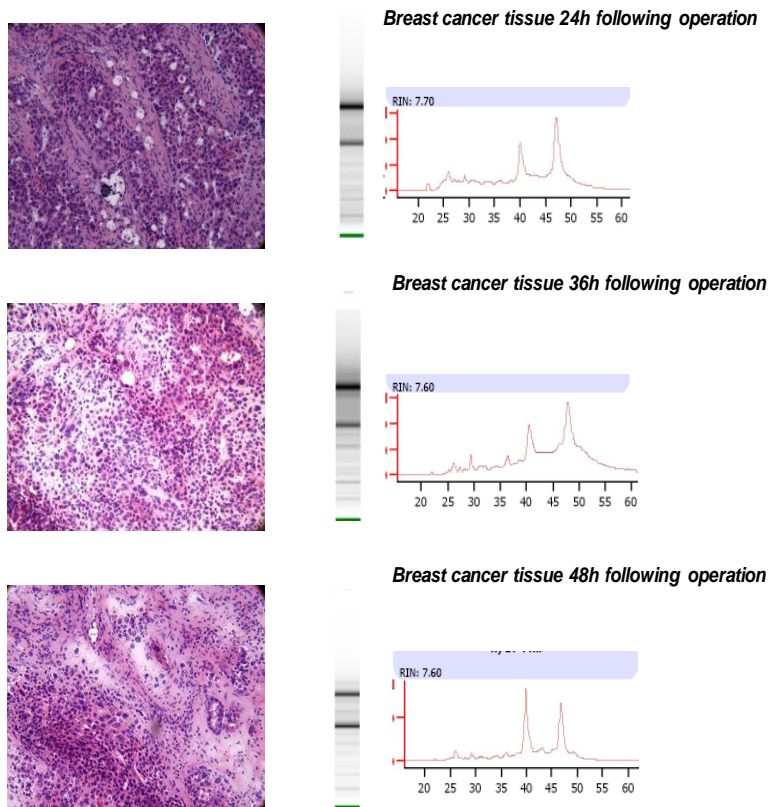 Breast cancer tissue 24h following operation
RIN: 7.70
20 25 30 35 40 45 50 55 60
Breast cancer tissue 36h following operation
RIN: 7.60
20 25 30 35 40 45 50 55 60
Breast cancer tissue 48h following operation
RIN: 7.60
20 25 30 35 40 45 50 55 60